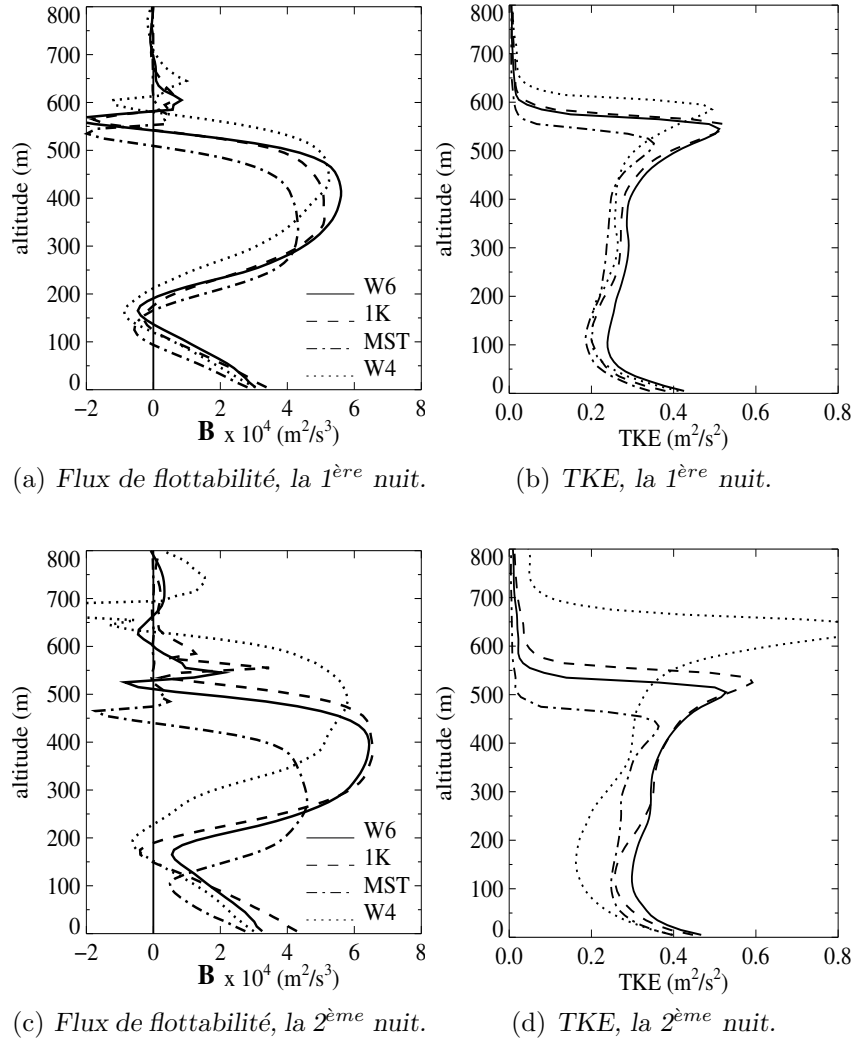 800
700
600
500
400
300
200
100
0
altitude (m)
W6
1K
MST
W4
−2 0 2 4 6 8
B x 10⁴ (m²/s³)
(a) Flux de flottabilité, la 1ère nuit.
800
700
600
500
400
300
200
100
0
altitude (m)
0.0 0.2 0.4 0.6 0.8
TKE (m²/s²)
(b) TKE, la 1ère nuit.
800
700
600
500
400
300
200
100
0
altitude (m)
W6
1K
MST
W4
−2 0 2 4 6 8
B x 10⁴ (m²/s³)
(c) Flux de flottabilité, la 2ème nuit.
800
700
600
500
400
300
200
100
0
altitude (m)
0.0 0.2 0.4 0.6 0.8
TKE (m²/s²)
(d) TKE, la 2ème nuit.